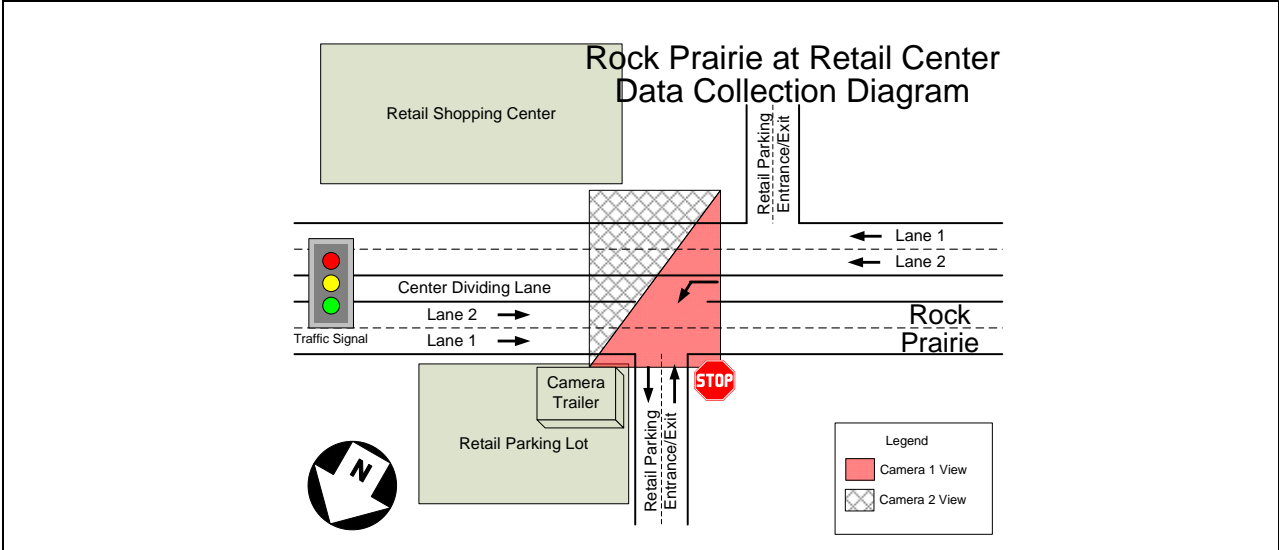 Rock Prairie at Retail Center
Data Collection Diagram
Retail Shopping Center
Retail Parking
Entrance/Exit
Lane 1
Lane 2
Center Dividing Lane
Lane 2
Lane 1
Rock
Prairie
Traffic Signal
STOP
Camera
Trailer
Retail Parking Lot
Retail Parking
Entrance/Exit
N
Legend
Camera 1 View
Camera 2 View